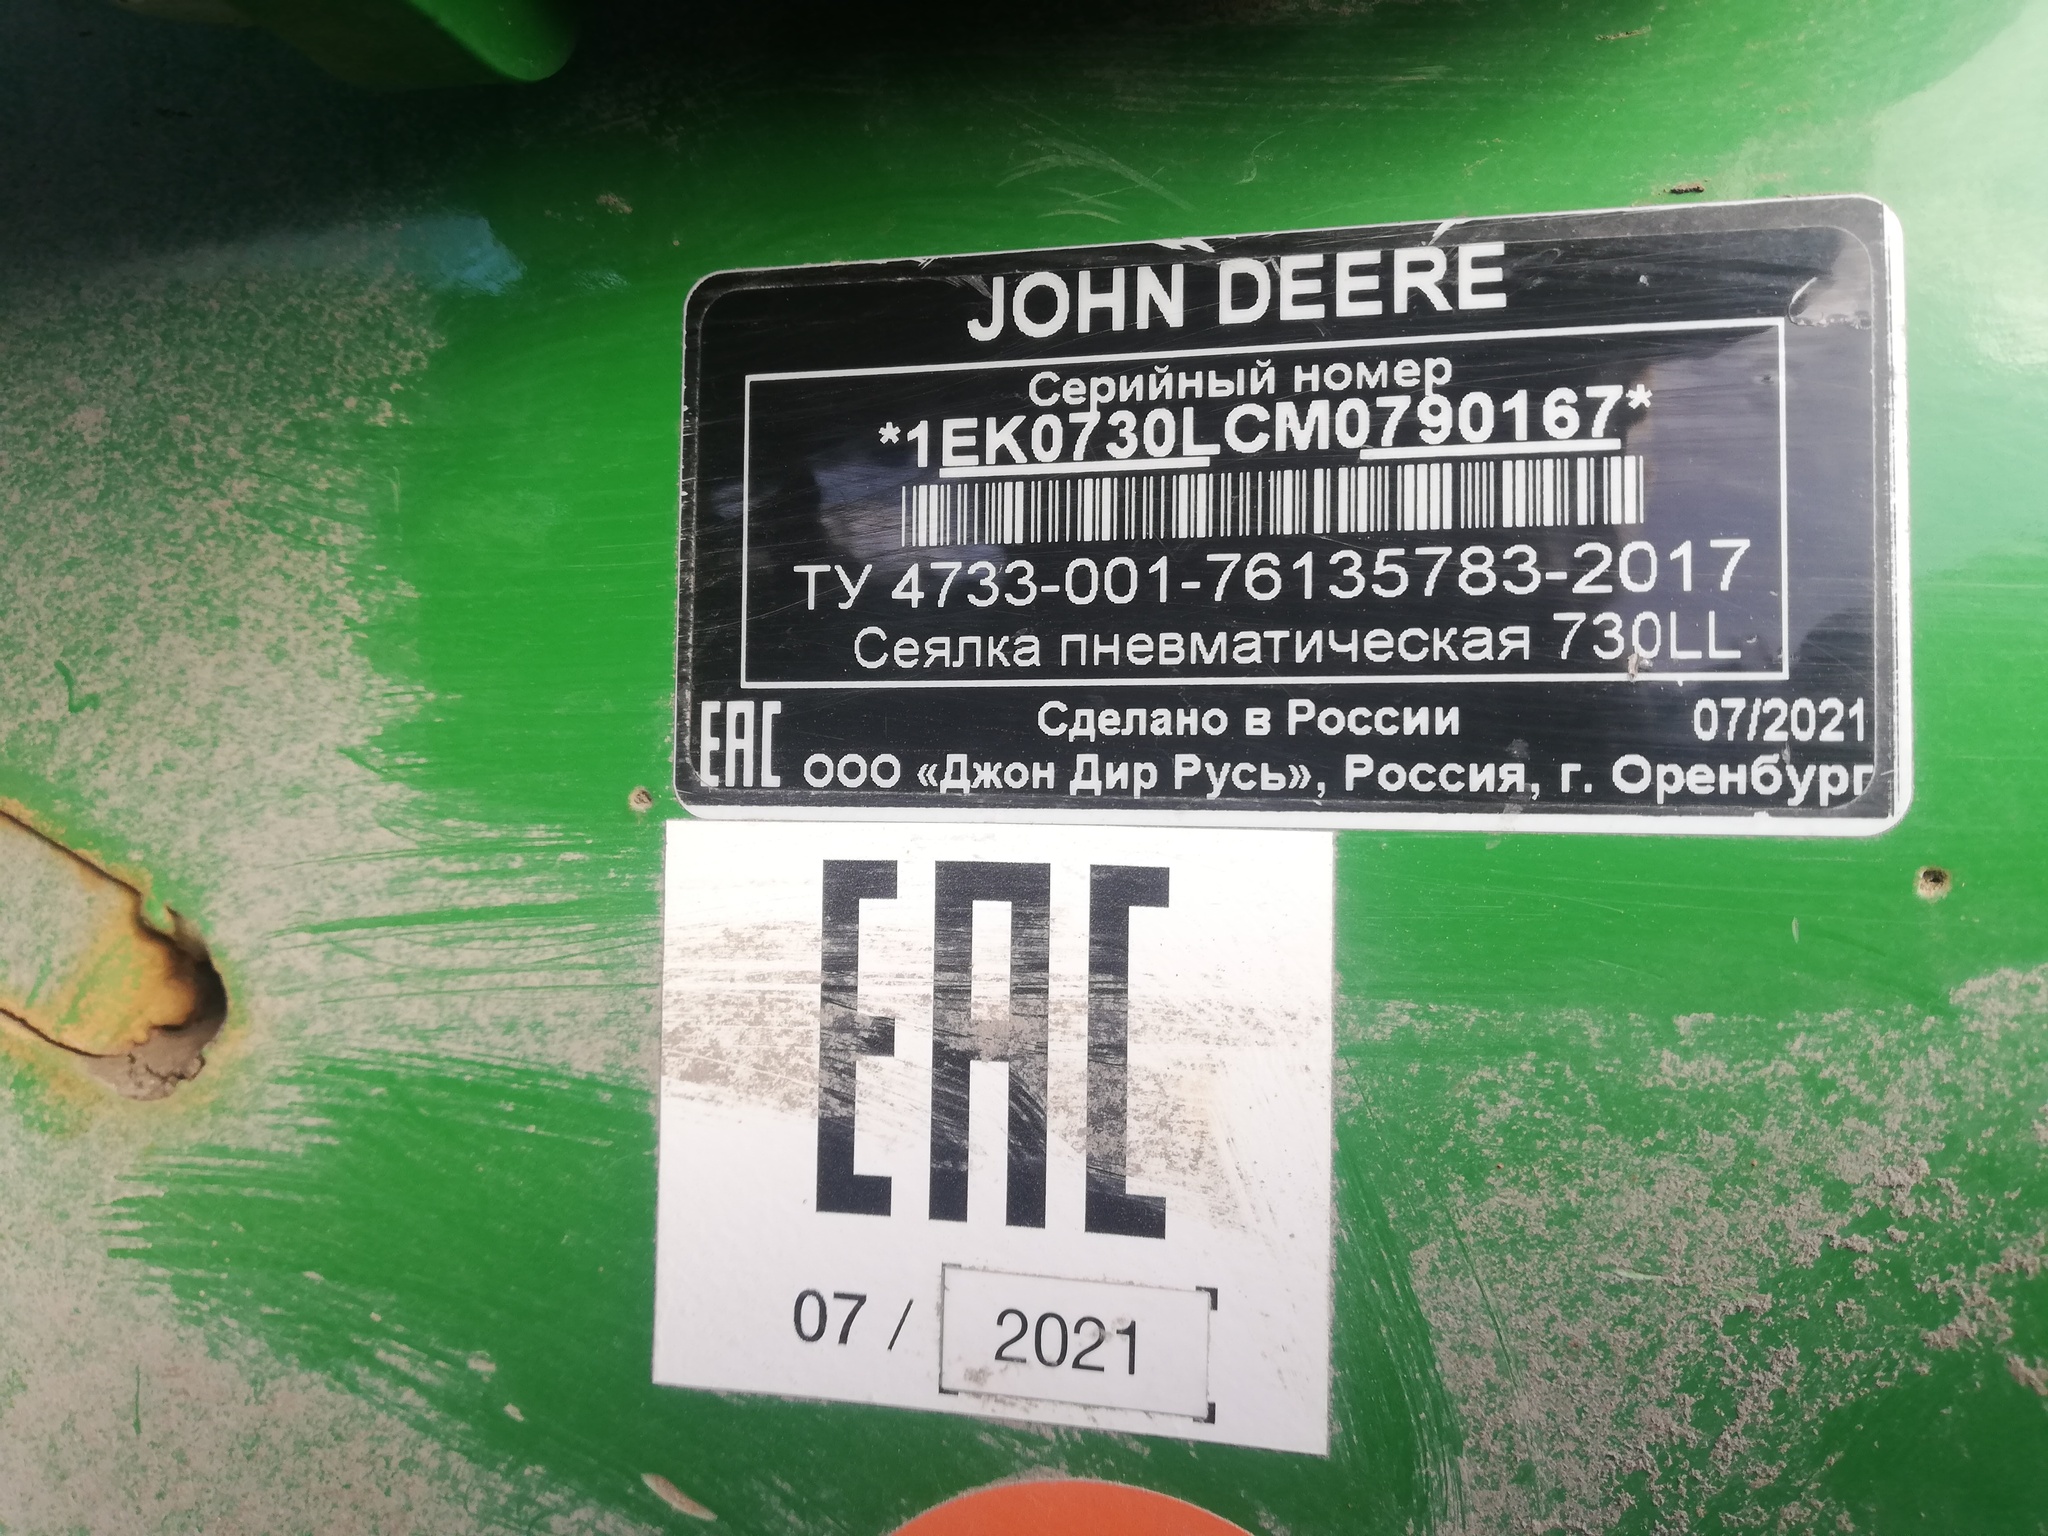 JOHN DEERE
Серийный номер
*1EK0730LCM0790167*
ТУ 4733-001-76135783-2017
Сеялка пневматическая 730LL
Сделано в России 07/2021
EAC ООО «Джон Дир Русь», Россия, г. Оренбург
EAC
07 / 2021